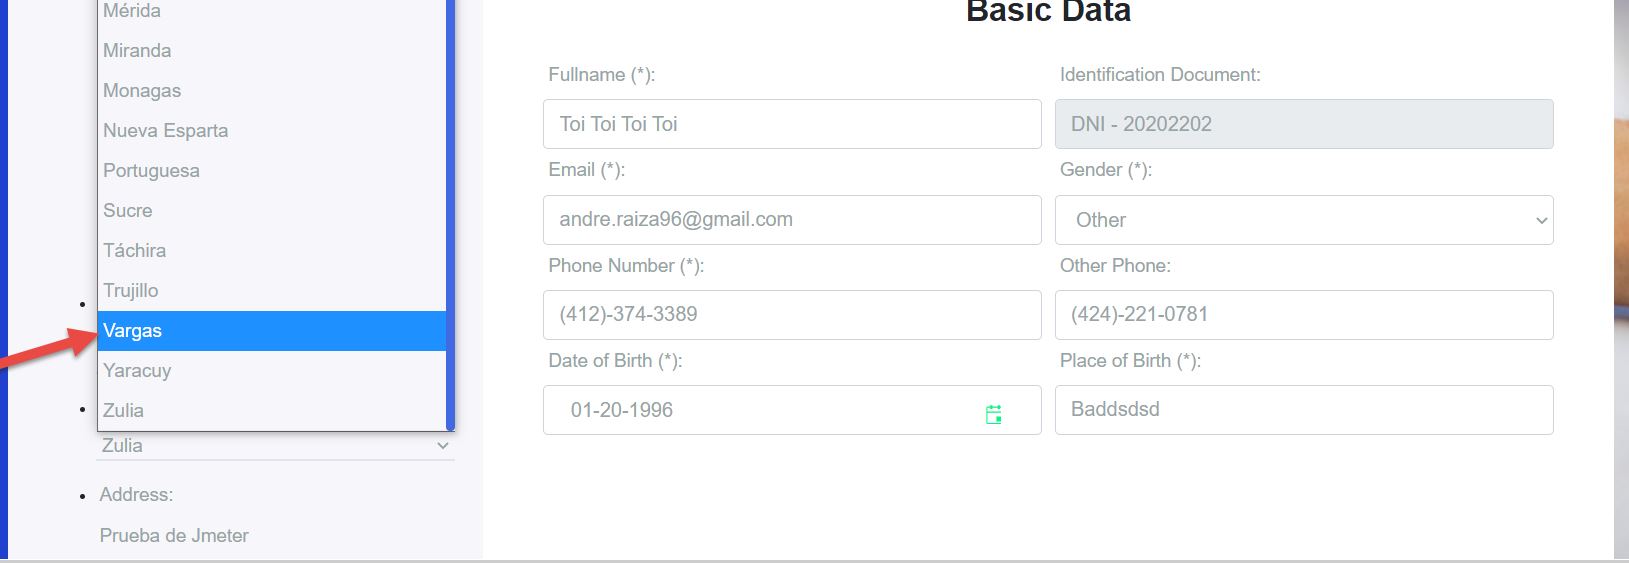 Mérida
Miranda
Monagas
Nueva Esparta
Portuguesa
Sucre
Táchira
Trujillo
Vargas
Yaracuy
Zulia
Zulia
Address:
Prueba de Jmeter
Basic Data
Fullname (*):
Toi Toi Toi Toi
Identification Document:
DNI - 20202202
Email (*):
andre.raiza96@gmail.com
Gender (*):
Other
Phone Number (*):
(412)-374-3389
Other Phone:
(424)-221-0781
Date of Birth (*):
01-20-1996
Place of Birth (*):
Baddsdsd